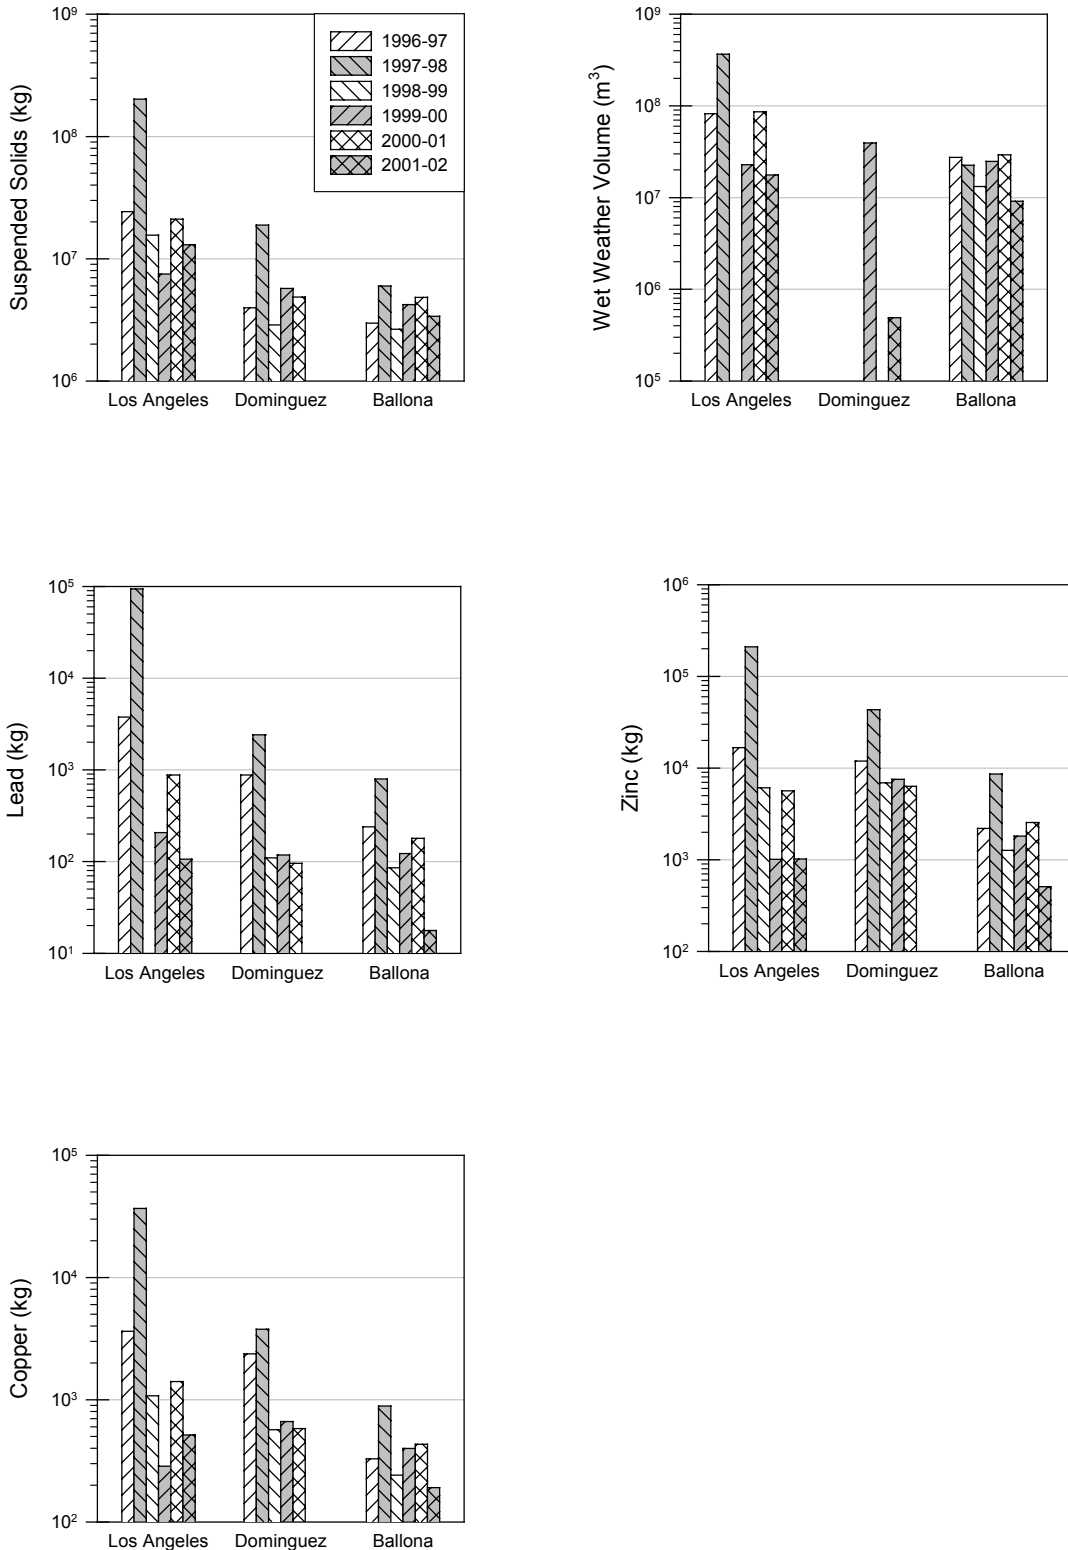 Suspended Solids (kg)
10⁹
10⁸
10⁷
10⁶
1996-97
1997-98
1998-99
1999-00
2000-01
2001-02
Los Angeles Dominguez Ballona
Wet Weather Volume (m³)
10⁹
10⁸
10⁷
10⁶
10⁵
Los Angeles Dominguez Ballona
Lead (kg)
10⁵
10⁴
10³
10²
10¹
Los Angeles Dominguez Ballona
Zinc (kg)
10⁶
10⁵
10⁴
10³
10²
Los Angeles Dominguez Ballona
Copper (kg)
10⁵
10⁴
10³
10²
Los Angeles Dominguez Ballona